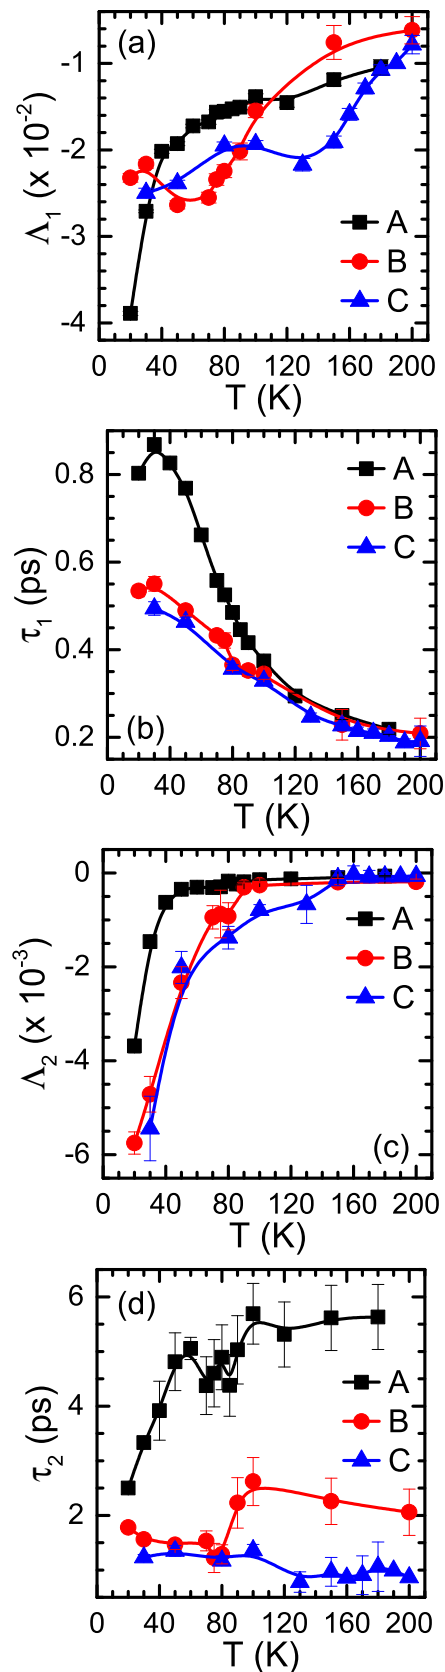 (a)
-1
-2
-3
-4
Λ1 (x 10-2)
A
B
C
0 40 80 120 160 200
T (K)
0.8
0.6
0.4
0.2
τ1 (ps)
A
B
C
(b)
0 40 80 120 160 200
T (K)
0
-2
-4
-6
Λ2 (x 10-3)
A
B
C
(c)
0 40 80 120 160 200
T (K)
(d)
6
4
2
τ2 (ps)
A
B
C
0 40 80 120 160 200
T (K)